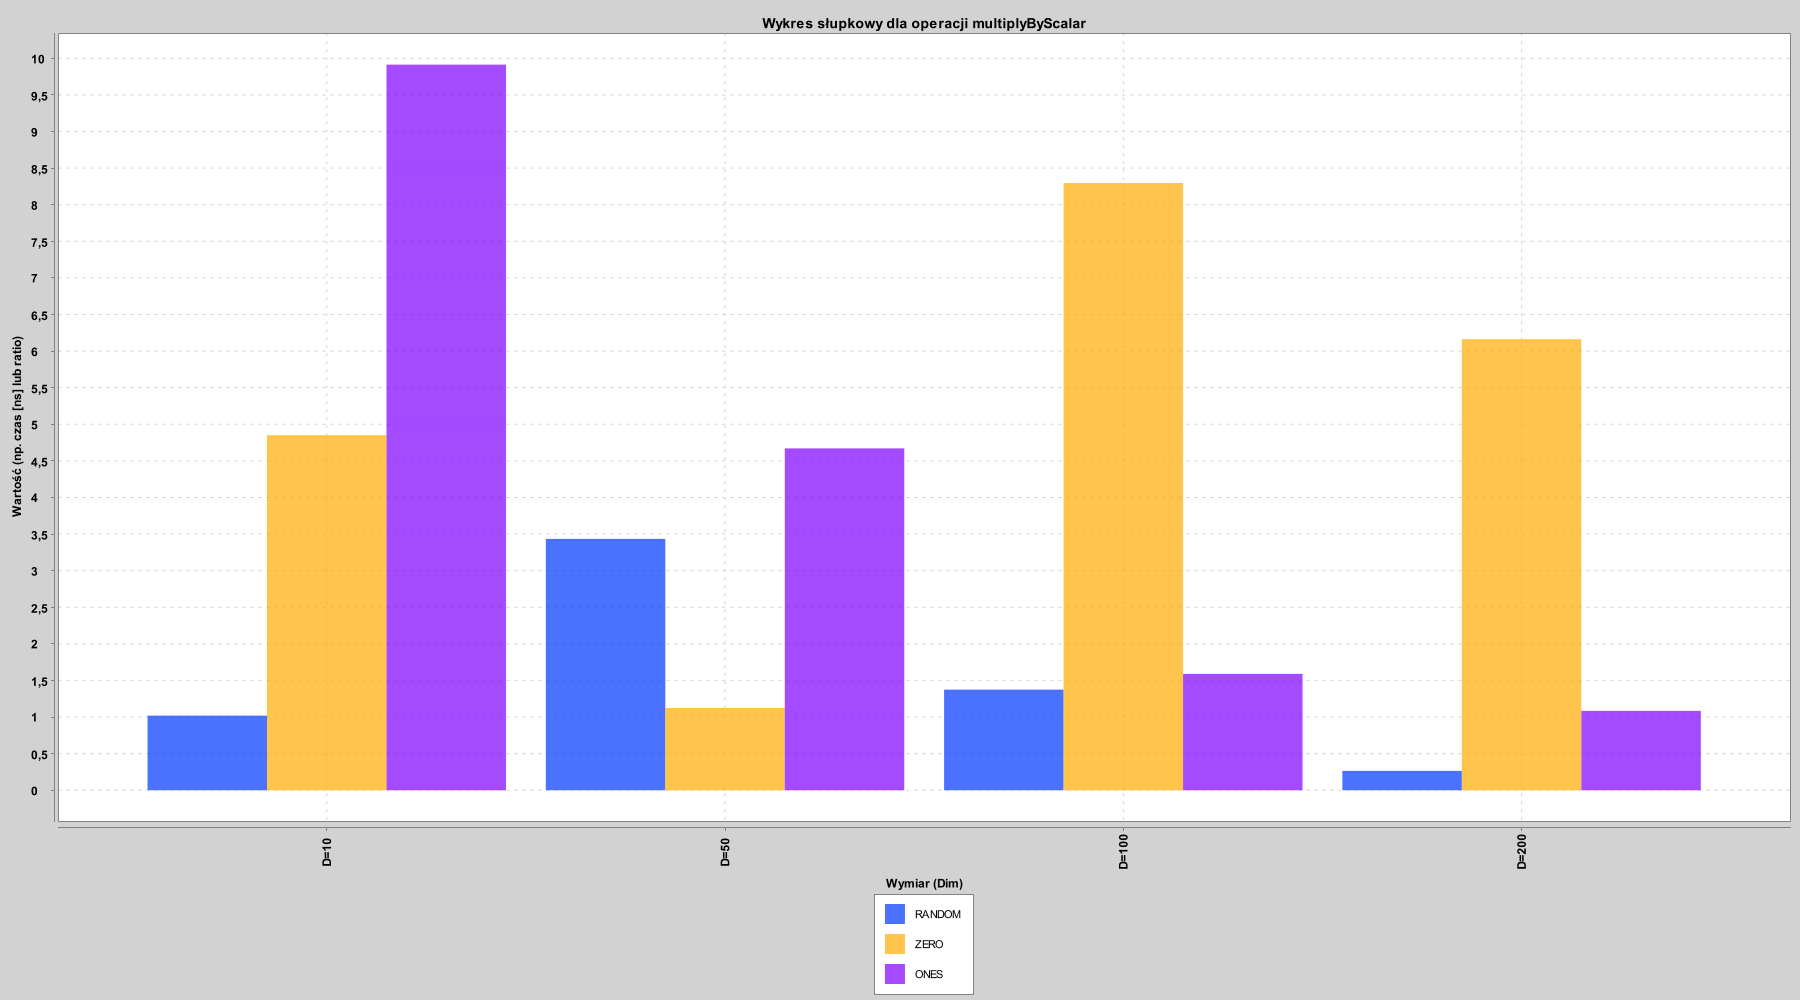 Wykres słupkowy dla operacji multiplyByScalar
Wartość (np. czas [ns] lub ratio)
10
9,5
9
8,5
8
7,5
7
6,5
6
5,5
5
4,5
4
3,5
3
2,5
2
1,5
1
0,5
0
D=10
D=50
D=100
D=200
Wymiar (Dim)
RANDOM
ZERO
ONES